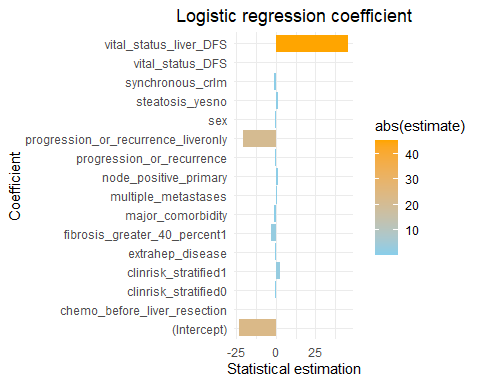 Logistic regression coefficient
Coefficient
vital_status_liver_DFS
vital_status_DFS
synchronous_crlm
steatosis_yesno
sex
progression_or_recurrence_liveronly
progression_or_recurrence
node_positive_primary
multiple_metastases
major_comorbidity
fibrosis_greater_40_percent1
extrahep_disease
clinrisk_stratified1
clinrisk_stratified0
chemo_before_liver_resection
(Intercept)
-25 0 25
Statistical estimation
abs(estimate)
40
30
20
10